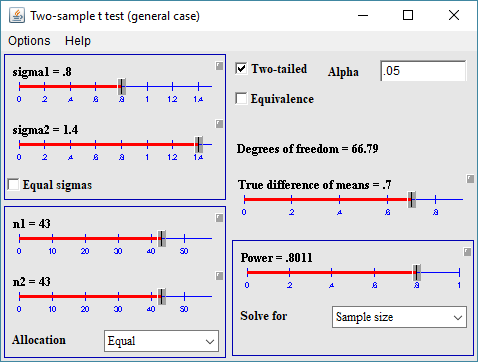 Two-sample t test (general case)
Options Help
sigma1 = .8
0 .2 .4 .6 .8 1 1.2 1.4
sigma2 = 1.4
0 .2 .4 .6 .8 1 1.2 1.4
Equal sigmas
n1 = 43
0 10 20 30 40 50
n2 = 43
0 10 20 30 40 50
Allocation Equal
Two-tailed Alpha .05
Equivalence
Degrees of freedom = 66.79
True difference of means = .7
0 .2 .4 .6 .8
Power = .8011
0 .2 .4 .6 .8 1
Solve for Sample size